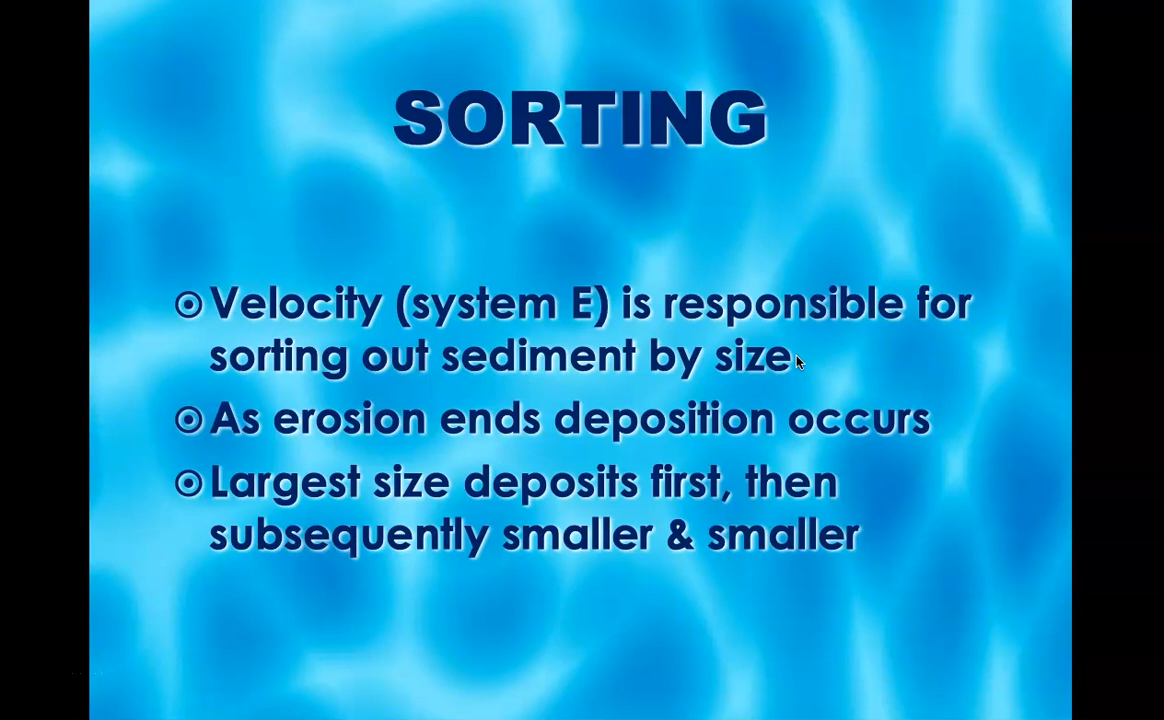 SORTING
Velocity (system E) is responsible for
sorting out sediment by size
As erosion ends deposition occurs
Largest size deposits first, then
subsequently smaller & smaller